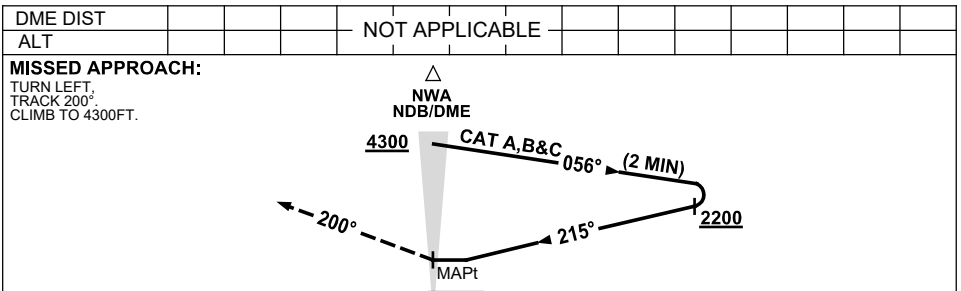 DME DIST
ALT
NOT APPLICABLE
MISSED APPROACH:
TURN LEFT,
TRACK 200°.
CLIMB TO 4300FT.
NWA
NDB/DME
4300
CAT A,B&C
056°
(2 MIN)
2200
215°
200°
MAPt